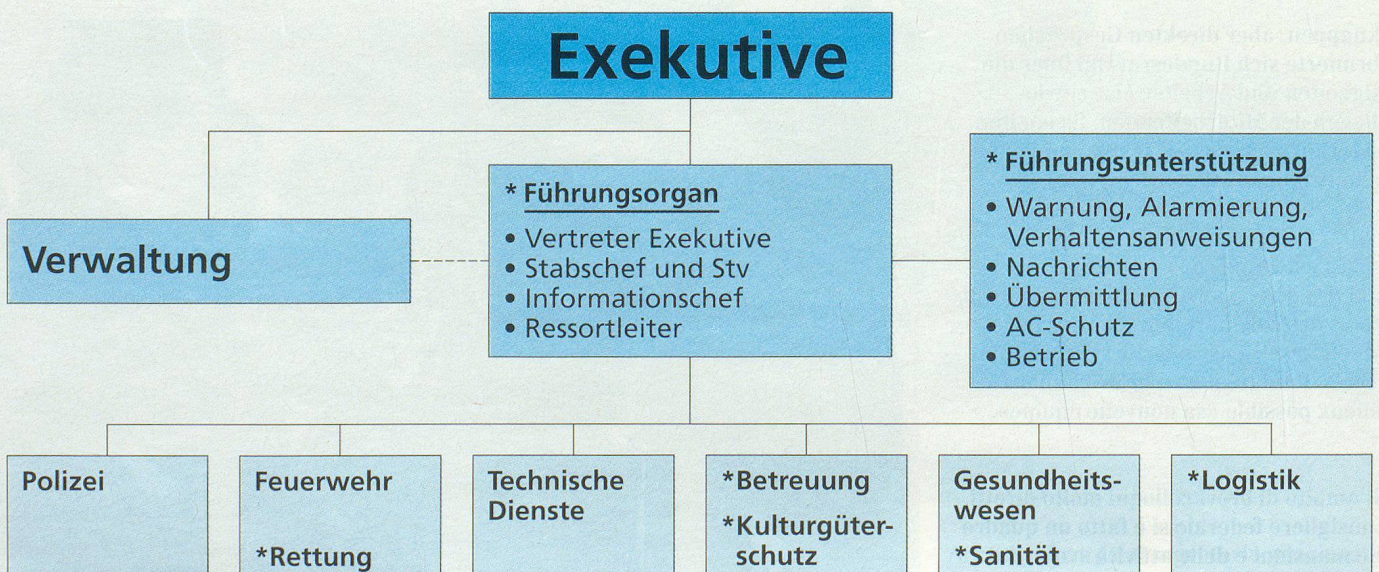 Exekutive
* Führungsorgan
• Vertreter Exekutive
• Stabschef und Stv
• Informationschef
• Ressortleiter
* Führungsunterstützung
• Warnung, Alarmierung,
Verhaltensanweisungen
• Nachrichten
• Übermittlung
• AC-Schutz
• Betrieb
Verwaltung
Polizei
Feuerwehr
*Rettung
Technische
Dienste
*Betreuung
*Kulturgüter-
schutz
Gesundheits-
wesen
*Sanität
*Logistik